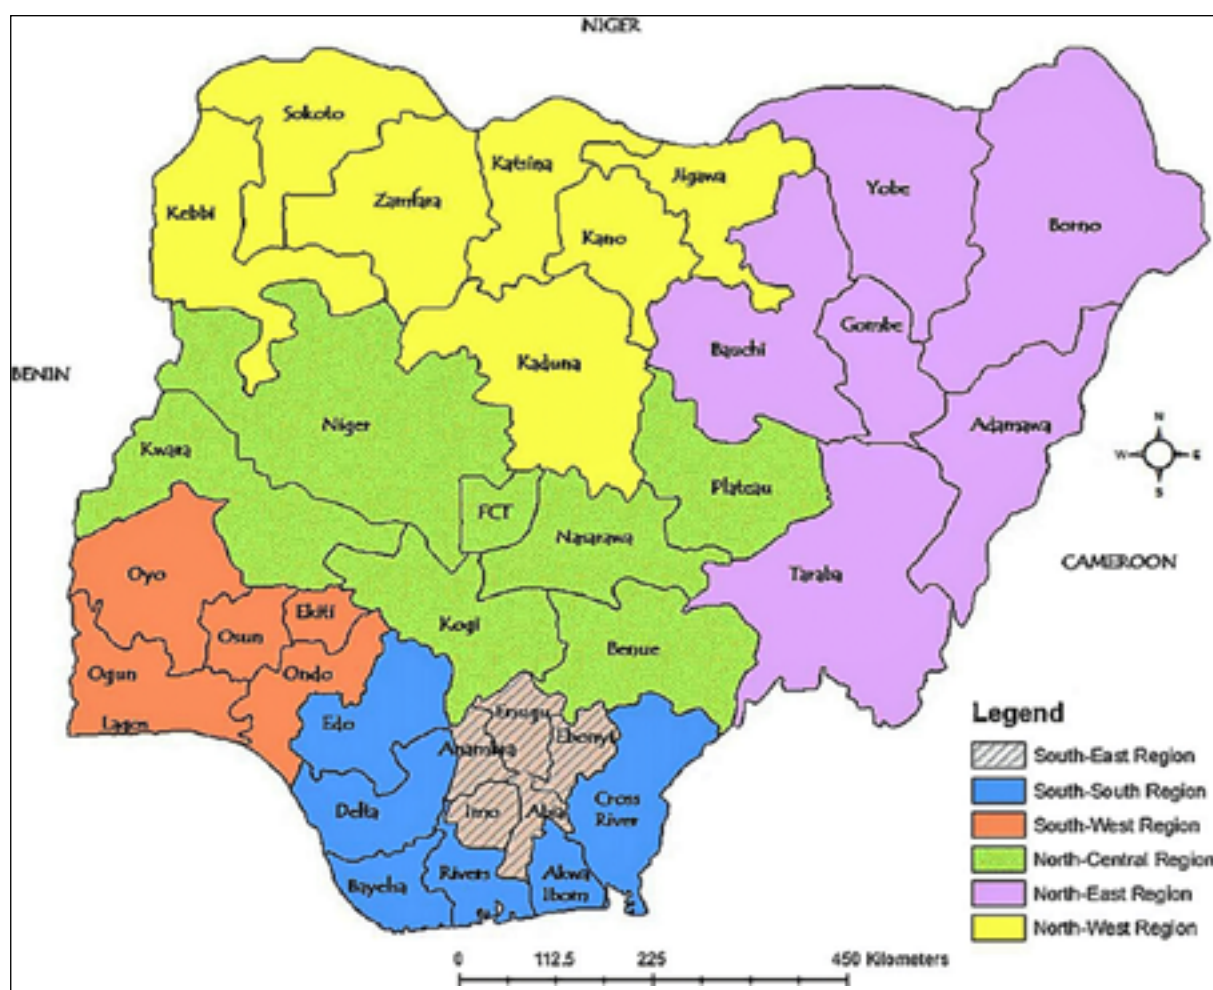 NIGER
Sokoto
Katsina
Jigawa
Yobe
Zamfara
Kebbi
Kano
Borno
Gombe
Bauchi
Kaduna
BENIN
Niger
Adamawa
Kwara
N
W
E
S
Plateau
FCT
Nasarawa
CAMEROON
Oyo
Taraba
Ekiti
Osun
Kogi
Benue
Ogun
Ondo
Lagos
Edo
Enugu
Ebonyi
Anambra
Delta
Imo
Abia
Cross
River
Bayelsa
Rivers
Akwa
Ibom
Legend
South-East Region
South-South Region
South-West Region
North-Central Region
North-East Region
North-West Region
0
112.5
225
450 Kilometers